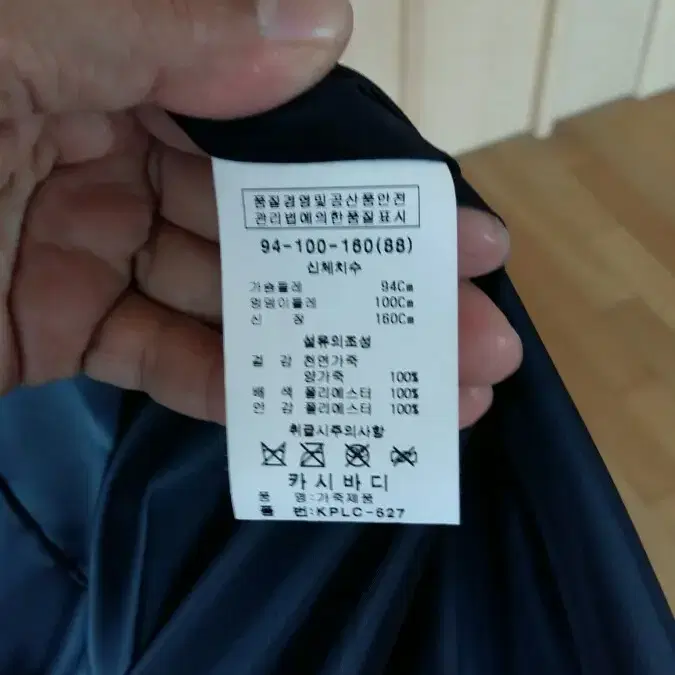 품질경영및공산품안전
관리법에의한품질표시
94-100-160(88)
신체치수
가슴둘레 94Cm
엉덩이둘레 100Cm
신 장 160Cm
섬유의조성
겉 감 천연가죽
양가죽 100%
배 색 폴리에스터 100%
안 감 폴리에스터 100%
취급시주의사항
카시바디
품 명:가죽제품
품 번:KPLC-627